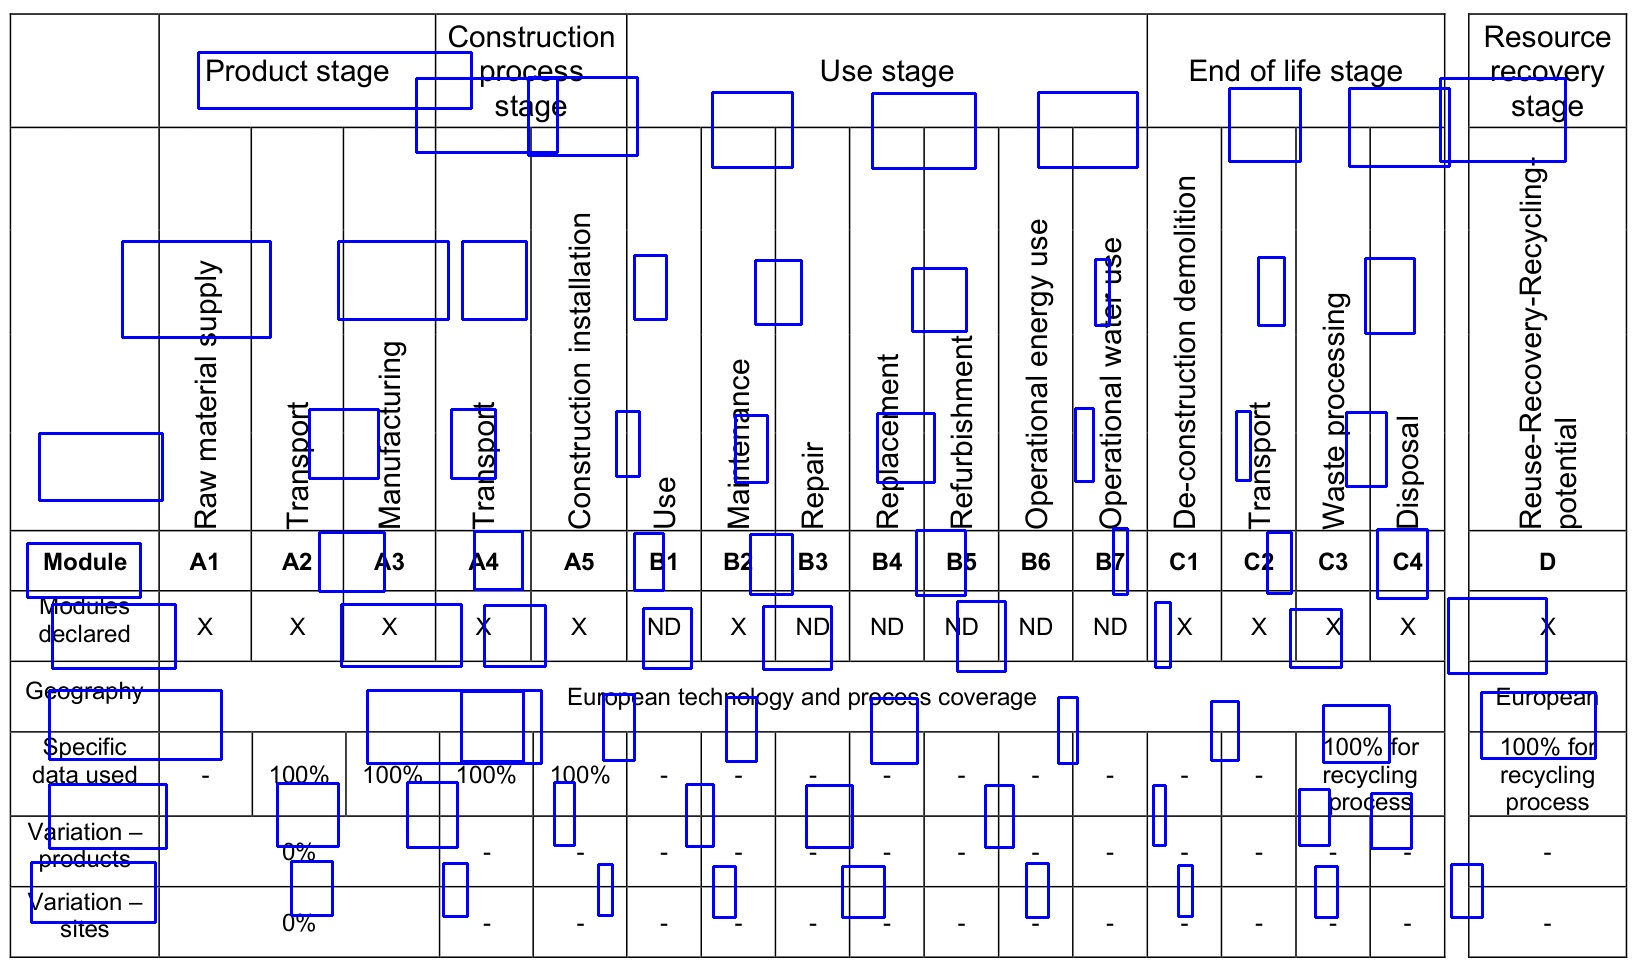 Product stage
Construction
process
stage
Use stage
End of life stage
Resource
recovery
stage
Raw material supply
Transport
Manufacturing
Transport
Construction installation
Use
Maintenance
Repair
Replacement
Refurbishment
Operational energy use
Operational water use
De-construction demolition
Transport
Waste processing
Disposal
Reuse-Recovery-Recycling-
potential
Module A1 A2 A3 A4 A5 B1 B2 B3 B4 B5 B6 B7 C1 C2 C3 C4 D
Modules
declared
X X X X X ND X ND ND ND ND ND X X X X X
Geography
European technology and process coverage
European
Specific
data used
- 100% 100% 100% 100% - - - - - - - - -
100% for
recycling
process
100% for
recycling
process
Variation –
products
0% - - - - - - - - - - - - - -
Variation –
sites
0% - - - - - - - - - - - - - -